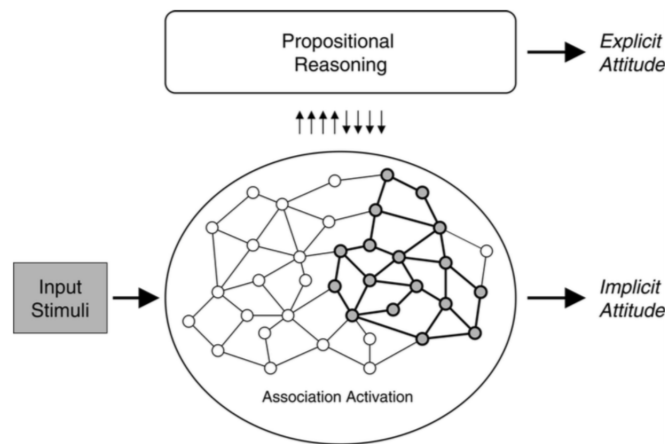 Propositional
Reasoning
Explicit
Attitude
Input
Stimuli
Implicit
Attitude
Association Activation